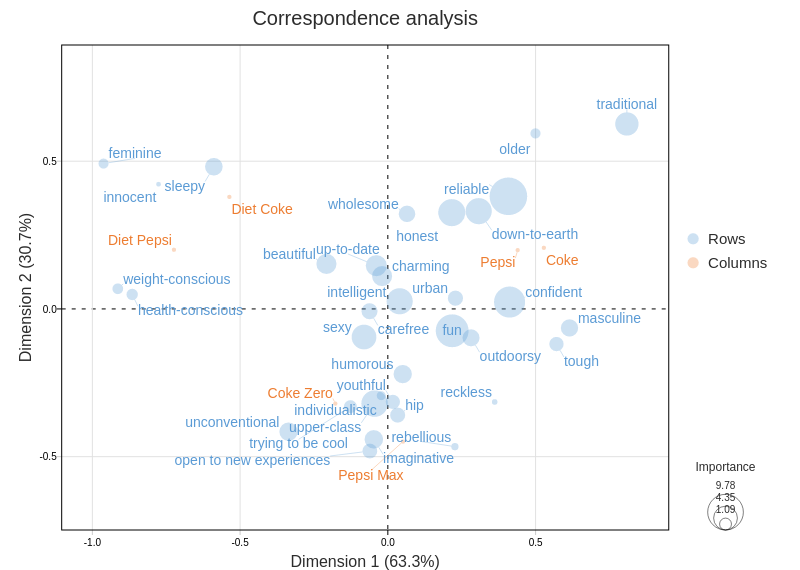 Correspondence analysis
traditional
older
feminine
0.5
sleepy
innocent
reliable
wholesome
Diet Coke
honest
down-to-earth
Diet Pepsi
Rows
beautiful
up-to-date
Pepsi
Coke
Columns
charming
weight-conscious
urban
intelligent
confident
health-conscious
0.0
masculine
sexy
carefree
fun
outdoorsy
tough
humorous
youthful
Coke Zero
reckless
individualistic
hip
unconventional
upper-class
trying to be cool
rebellious
-0.5
open to new experiences
imaginative
Pepsi Max
Importance
9.78
4.35
1.09
-1.0
-0.5
0.0
0.5
Dimension 1 (63.3%)
Dimension 2 (30.7%)